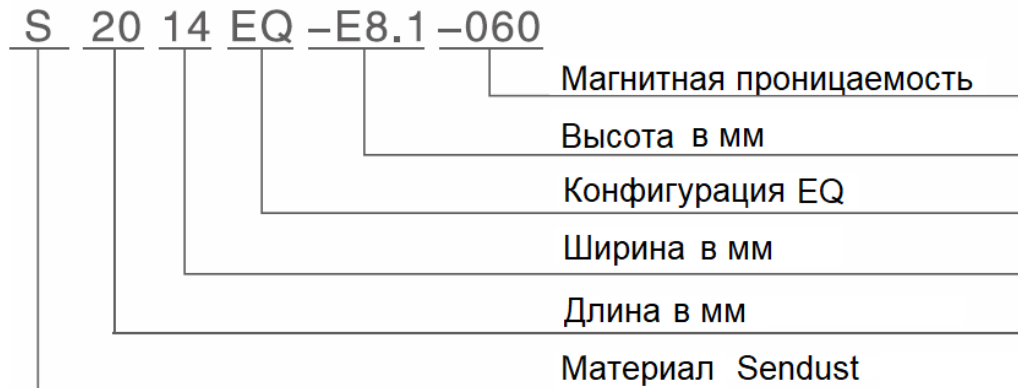 S 20 14 EQ -E8.1 -060
Магнитная проницаемость
Высота в мм
Конфигурация EQ
Ширина в мм
Длина в мм
Материал Sendust